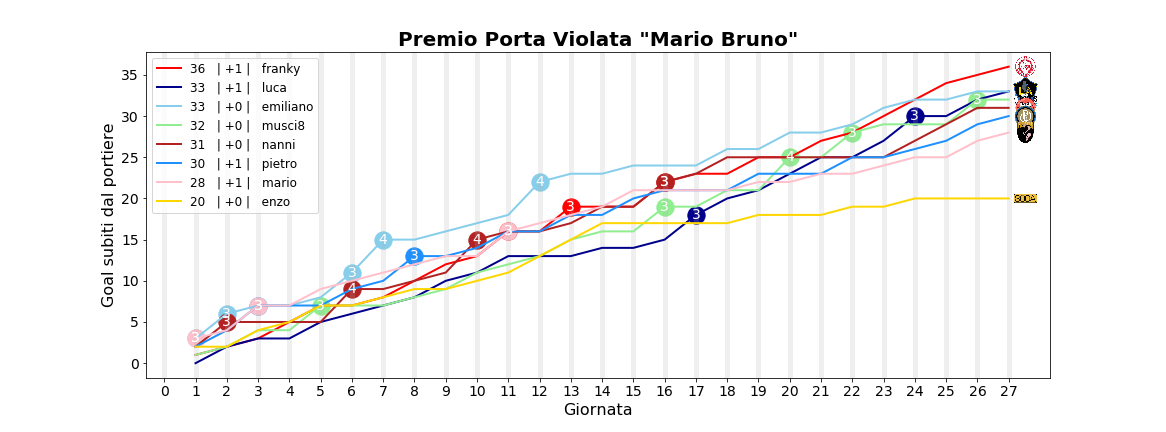 Premio Porta Violata "Mario Bruno"
36 | +1 | franky
33 | +1 | luca
33 | +0 | emiliano
32 | +0 | musci8
31 | +0 | nanni
30 | +1 | pietro
28 | +1 | mario
20 | +0 | enzo
Goal subiti dal portiere
35
30
25
20
15
10
5
0
3
3
3
3
3
3
4
4
3
4
3
4
3
3
3
3
4
3
3
3
0 1 2 3 4 5 6 7 8 9 10 11 12 13 14 15 16 17 18 19 20 21 22 23 24 25 26 27
Giornata